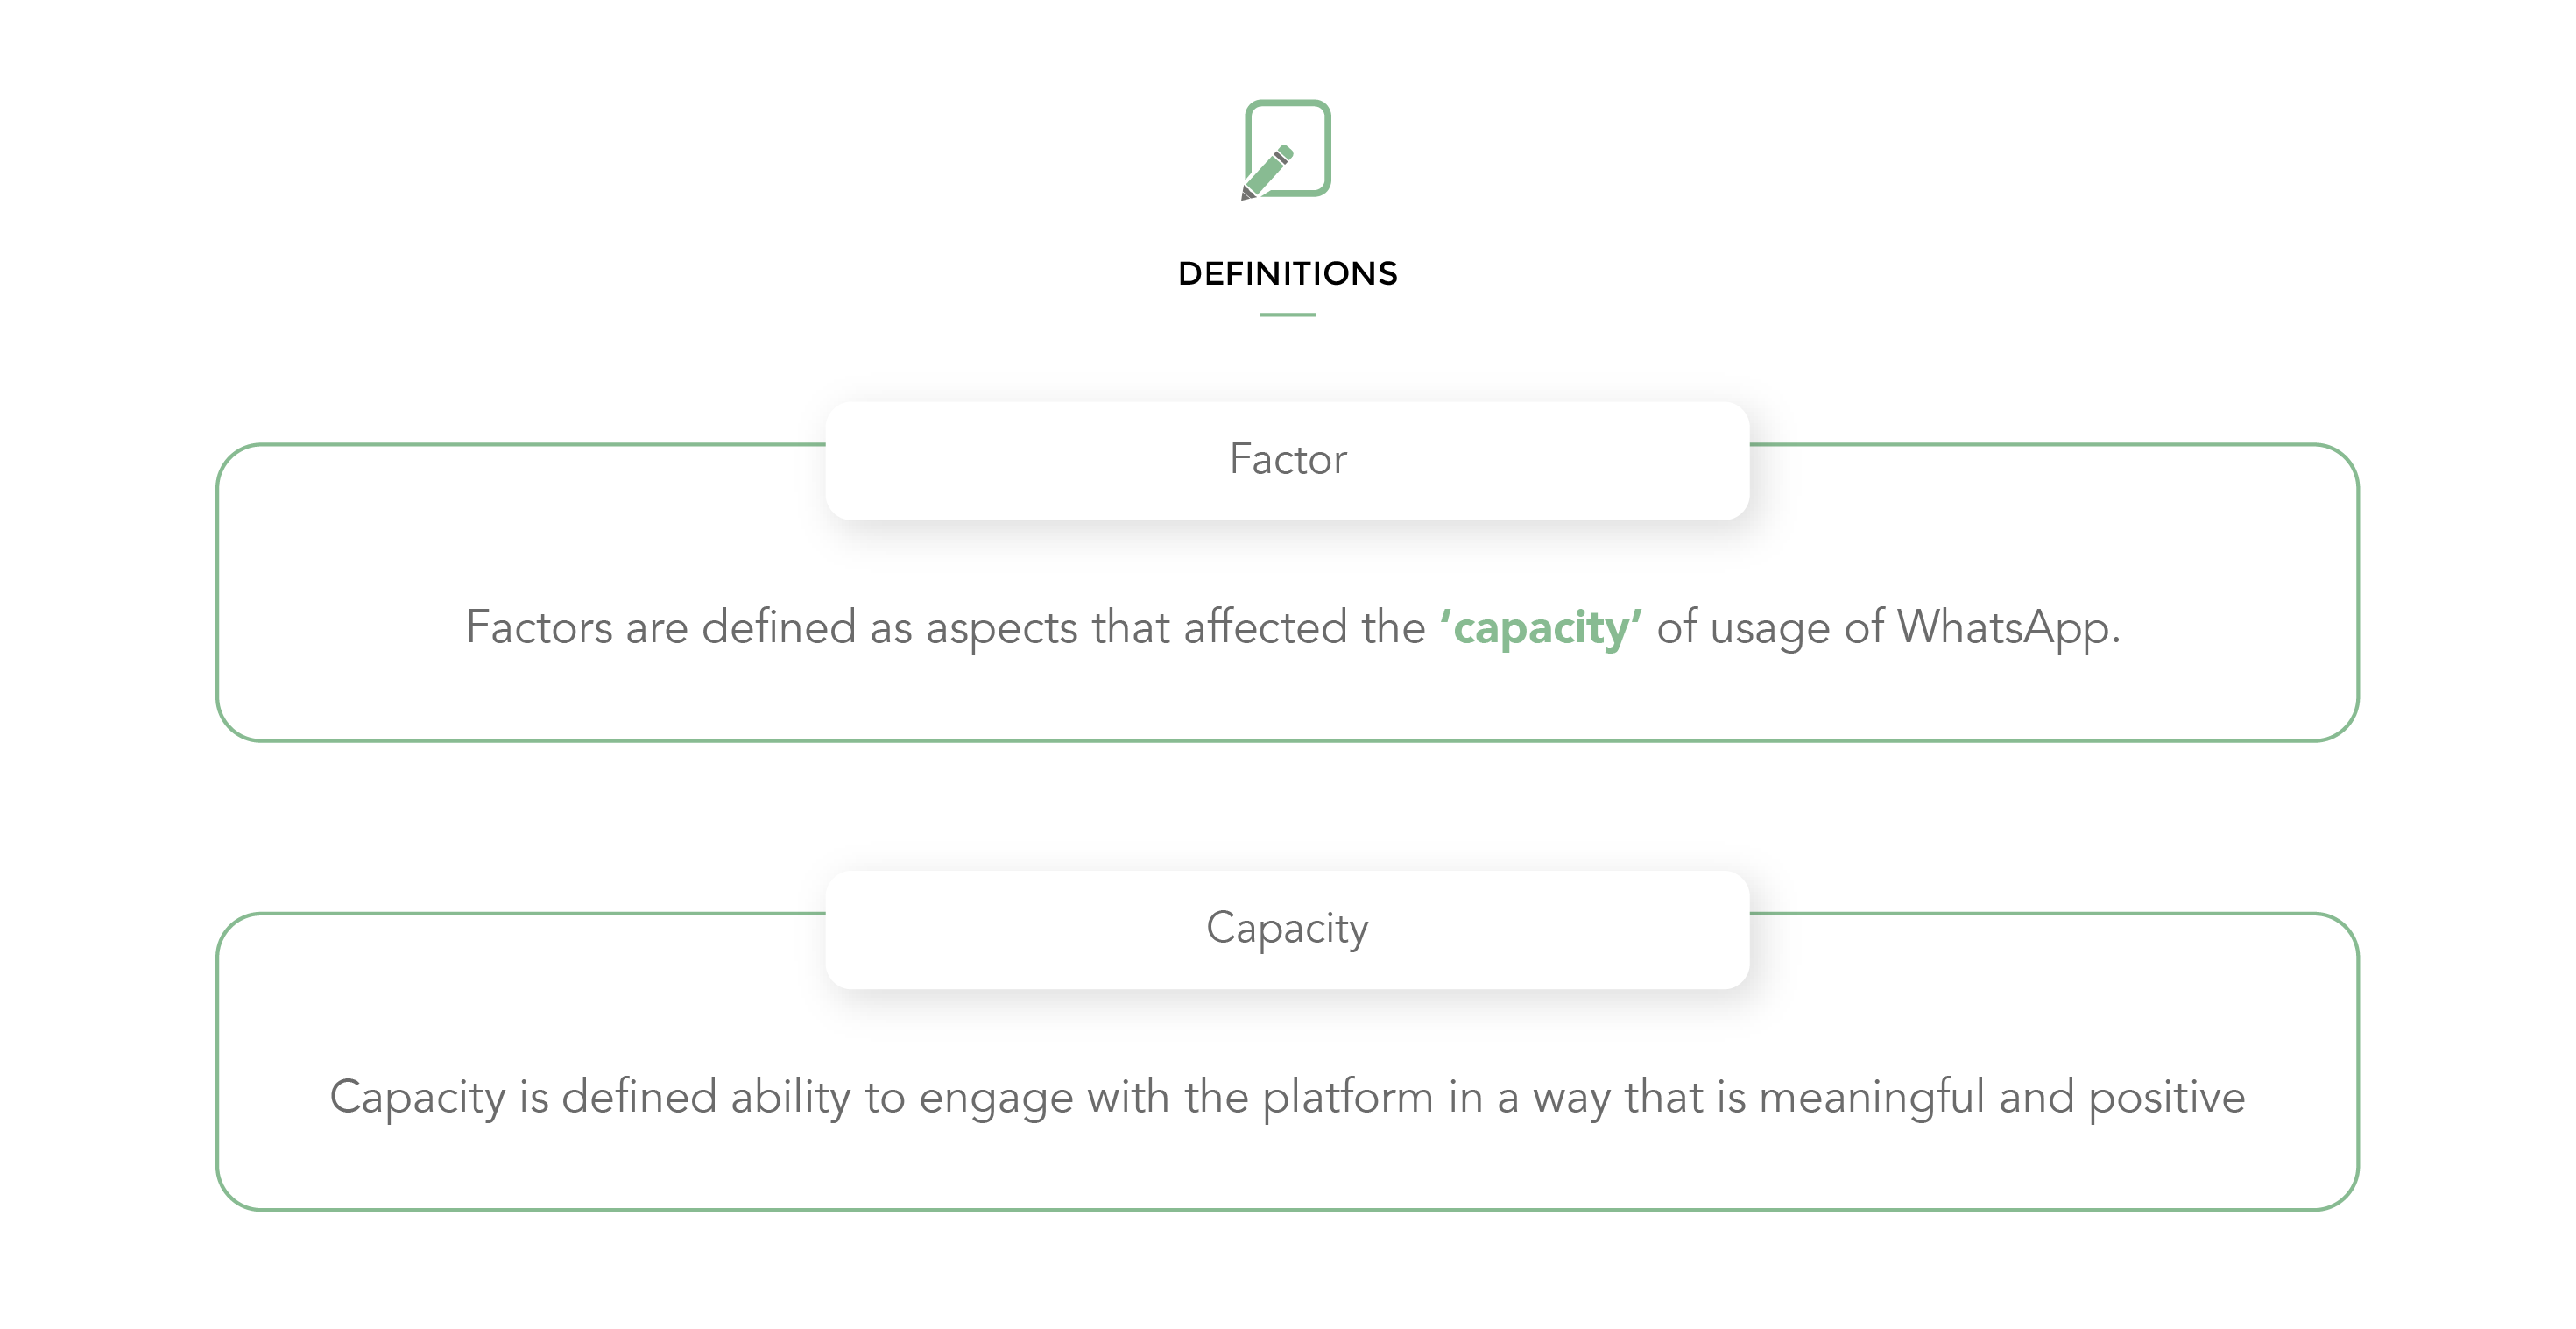 DEFINITIONS
Factor
Factors are defined as aspects that affected the ‘capacity’ of usage of WhatsApp.
Capacity
Capacity is defined ability to engage with the platform in a way that is meaningful and positive